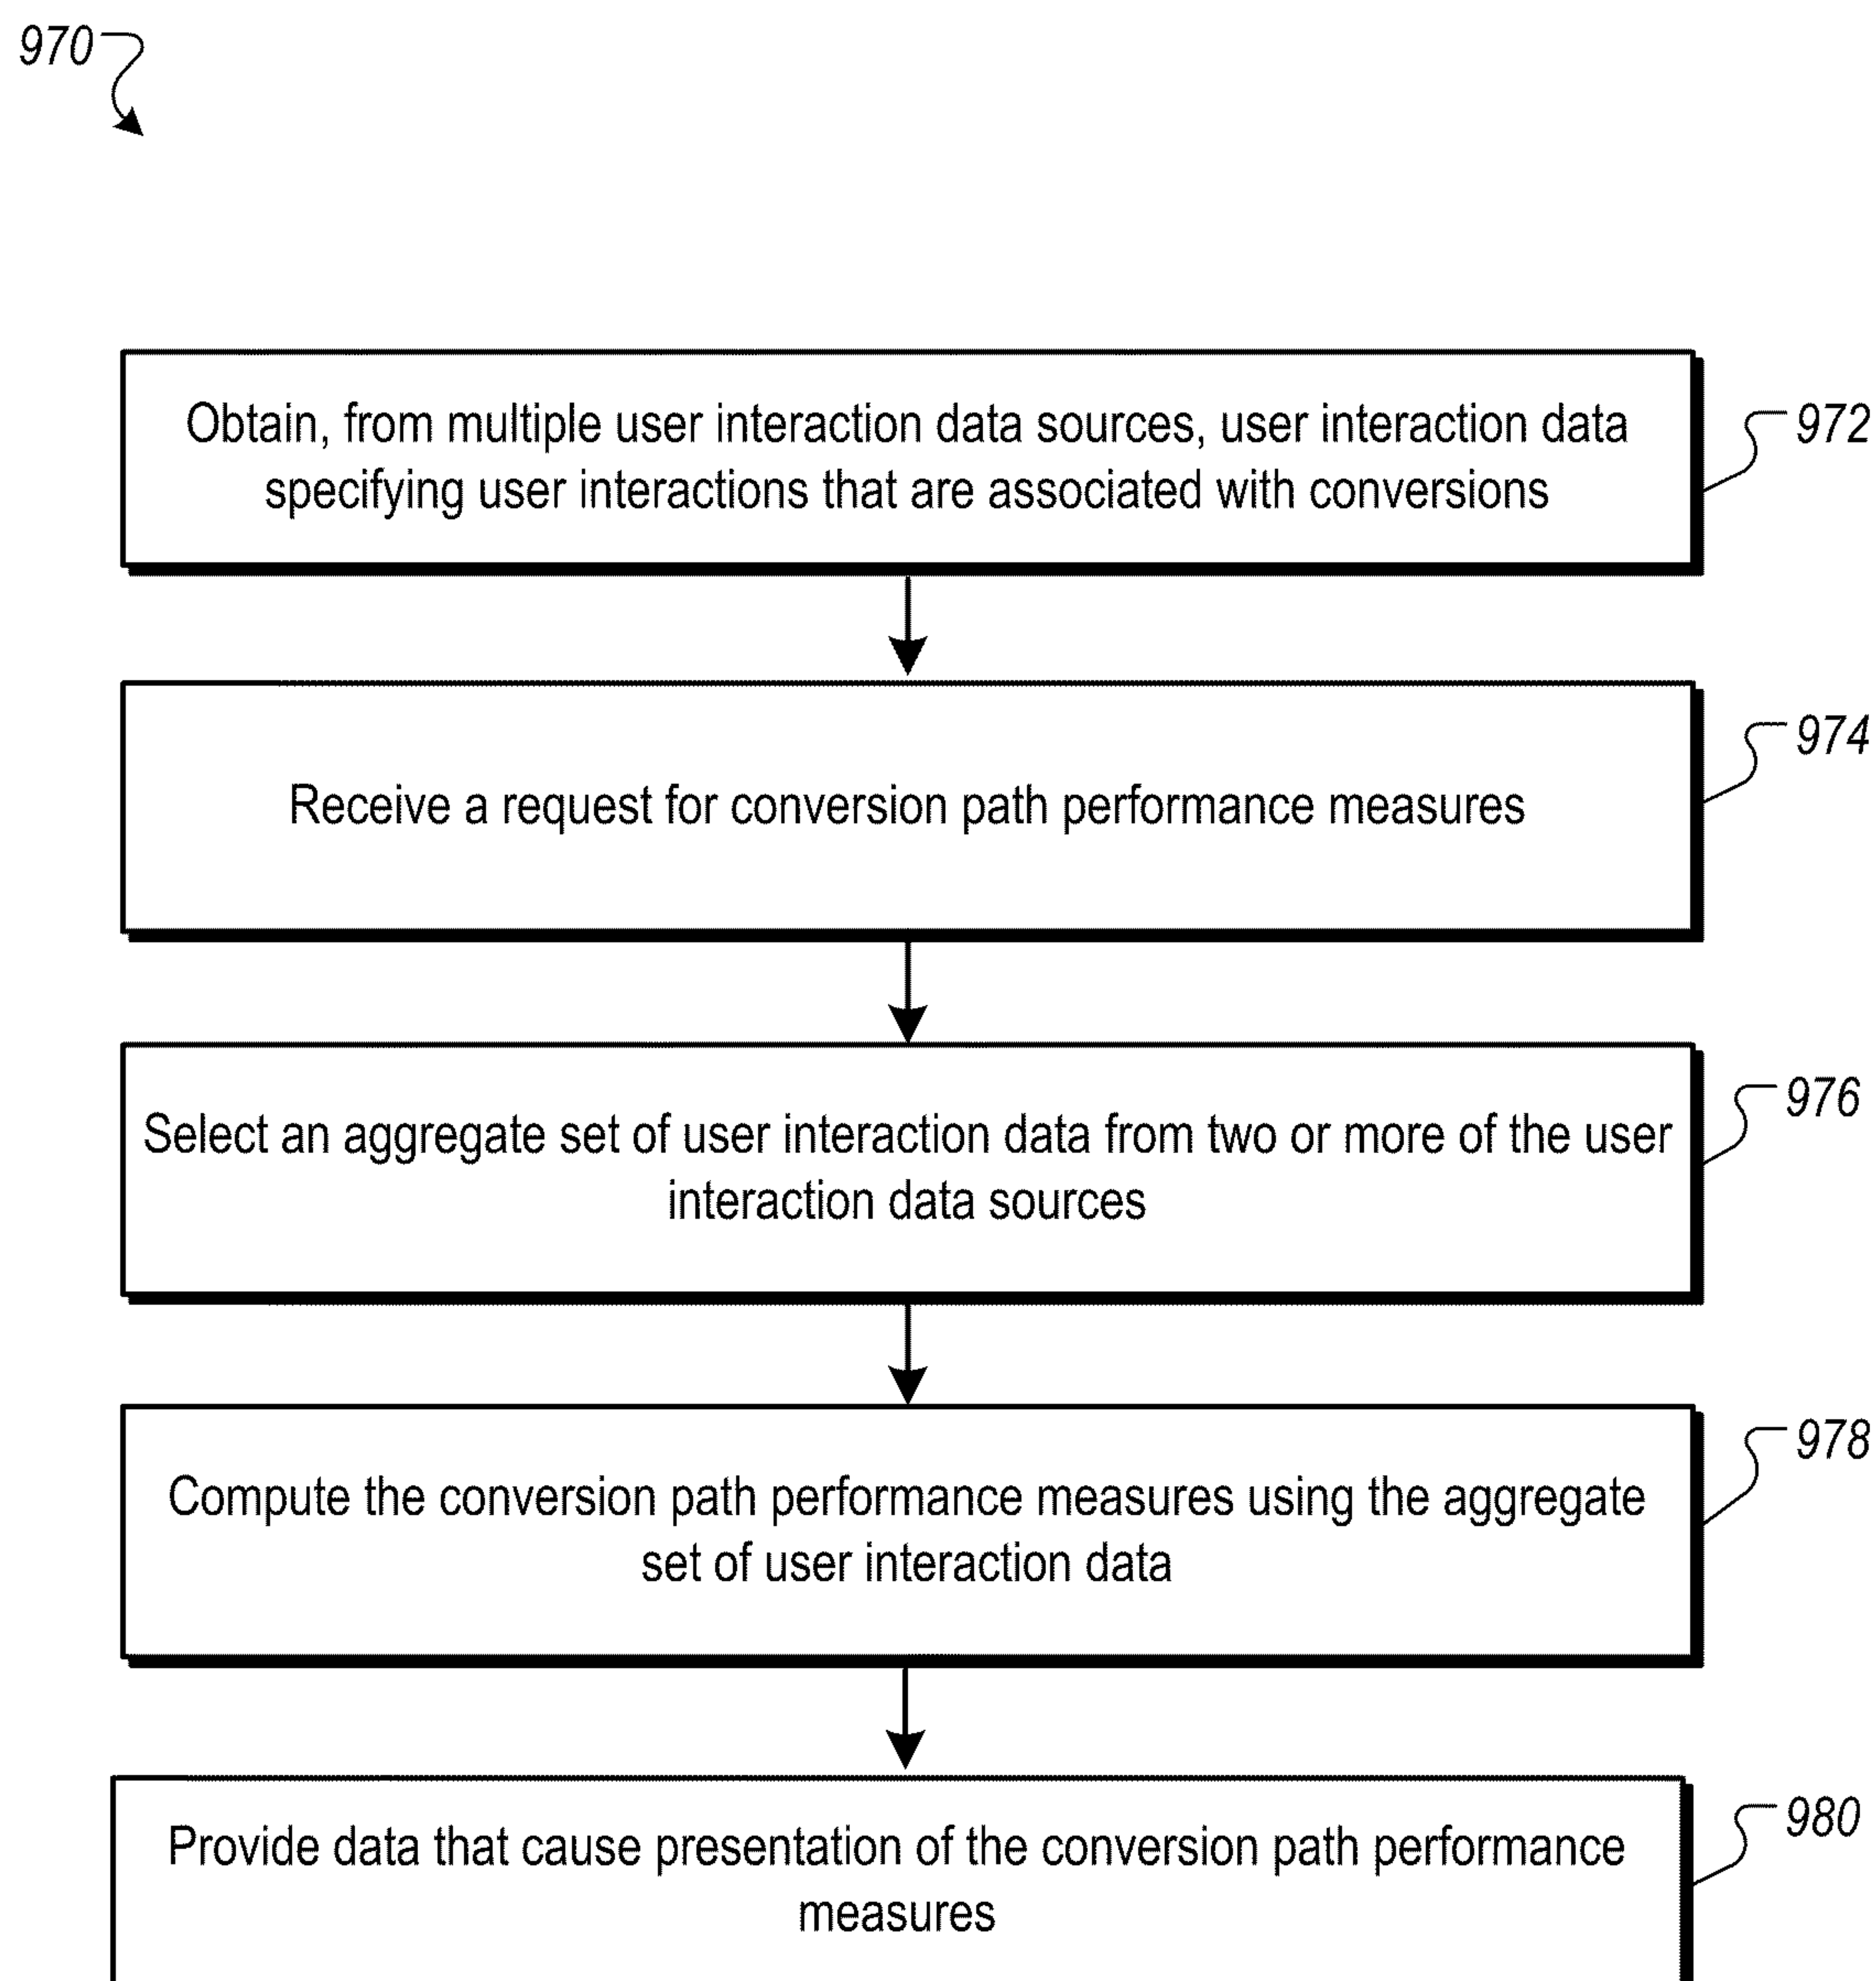 970
Obtain, from multiple user interaction data sources, user interaction data
specifying user interactions that are associated with conversions
972
Receive a request for conversion path performance measures
974
Select an aggregate set of user interaction data from two or more of the user
interaction data sources
976
Compute the conversion path performance measures using the aggregate
set of user interaction data
978
Provide data that cause presentation of the conversion path performance
measures
980